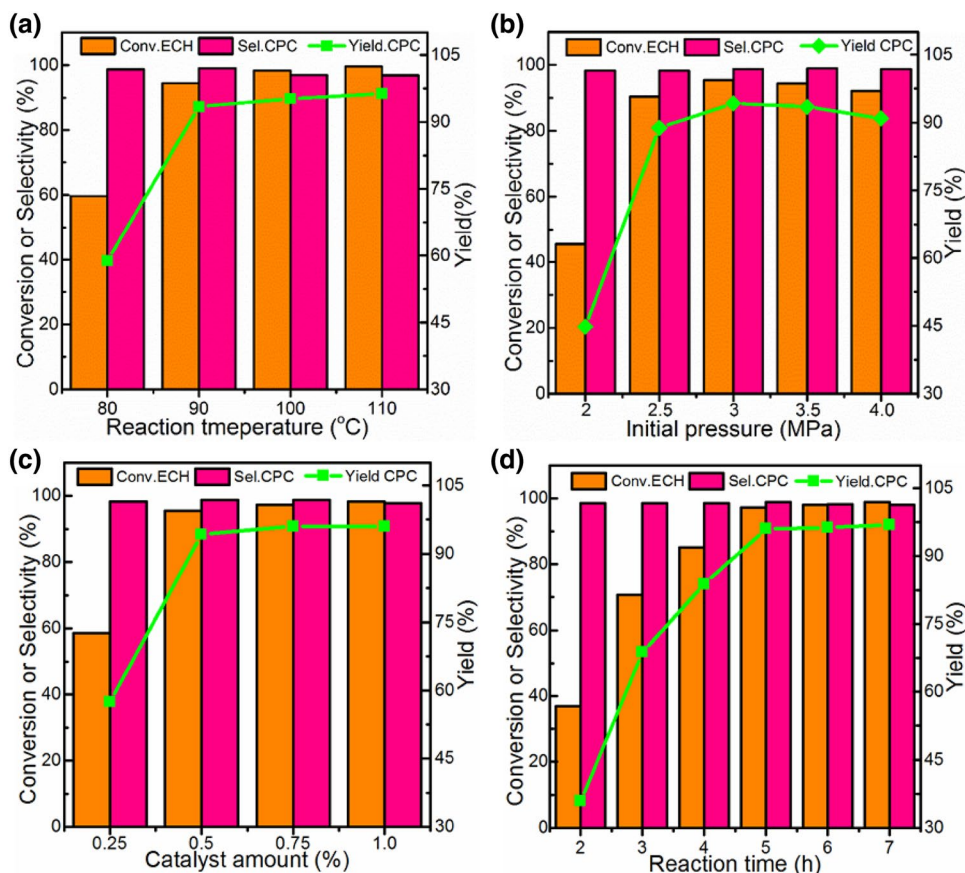 (a)
Conv.ECH Sel.CPC Yield.CPC
Conversion or Selectivity (%)
100
80
60
40
20
0
105
90
75
60
45
30
Yield(%)
80 90 100 110
Reaction tmeperature (°C)
(b)
Conv.ECH Sel.CPC Yield CPC
Conversion or Selectivity (%)
100
80
60
40
20
0
105
90
75
60
45
30
Yield (%)
2 2.5 3 3.5 4.0
Initial pressure (MPa)
(c)
Conv.ECH Sel.CPC Yield CPC
Conversion or Selectivity (%)
100
80
60
40
20
0
105
90
75
60
45
30
Yield (%)
0.25 0.5 0.75 1.0
Catalyst amount (%)
(d)
Conv.ECH Sel.CPC Yield.CPC
Conversion or Selectivity (%)
100
80
60
40
20
0
105
90
75
60
45
30
Yield (%)
2 3 4 5 6 7
Reaction time (h)